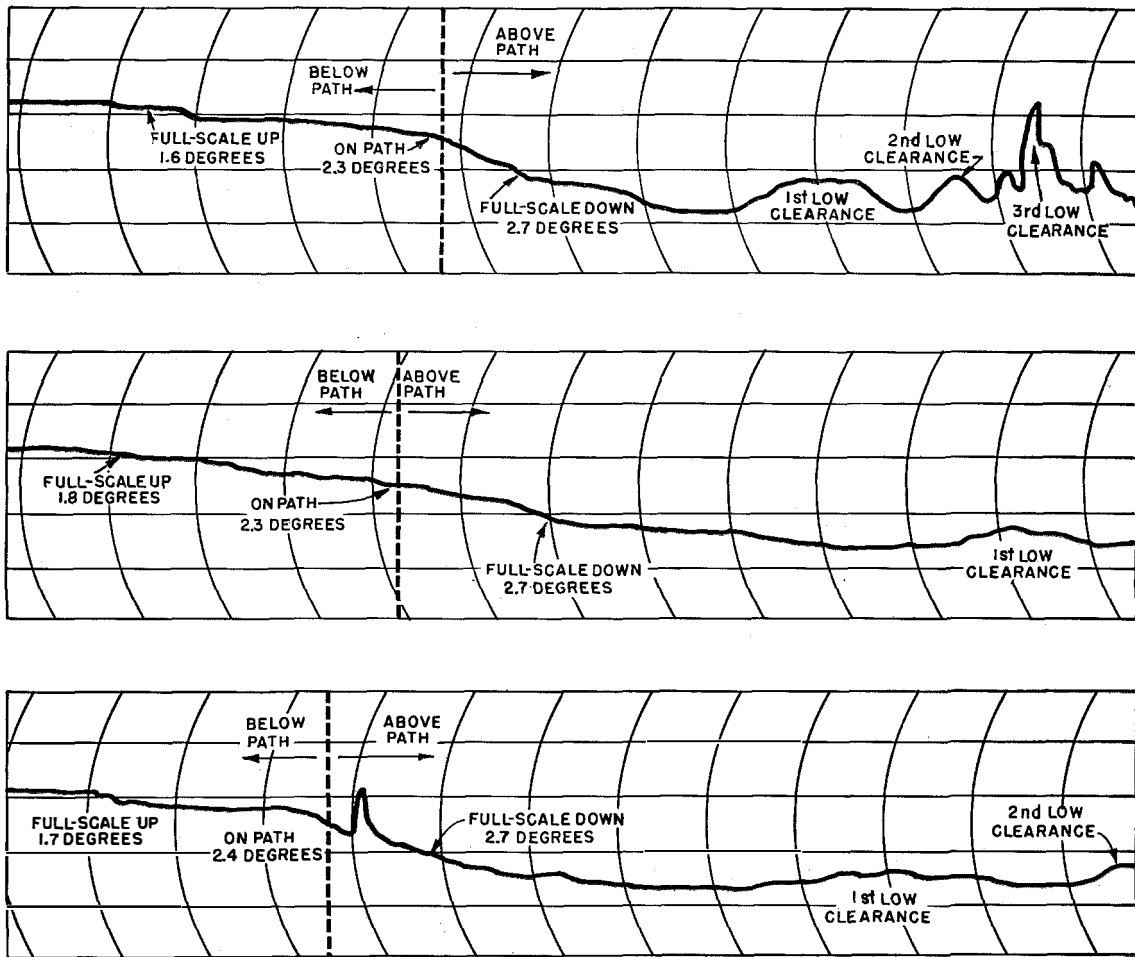 ABOVE
PATH
BELOW
PATH
FULL-SCALE UP
1.6 DEGREES
ON PATH
2.3 DEGREES
FULL-SCALE DOWN
2.7 DEGREES
1st LOW
CLEARANCE
2nd LOW
CLEARANCE
3rd LOW
CLEARANCE
BELOW
PATH
ABOVE
PATH
FULL-SCALE UP
1.8 DEGREES
ON PATH
2.3 DEGREES
FULL-SCALE DOWN
2.7 DEGREES
1st LOW
CLEARANCE
BELOW
PATH
ABOVE
PATH
FULL-SCALE UP
1.7 DEGREES
ON PATH
2.4 DEGREES
FULL-SCALE DOWN
2.7 DEGREES
1st LOW
CLEARANCE
2nd LOW
CLEARANCE